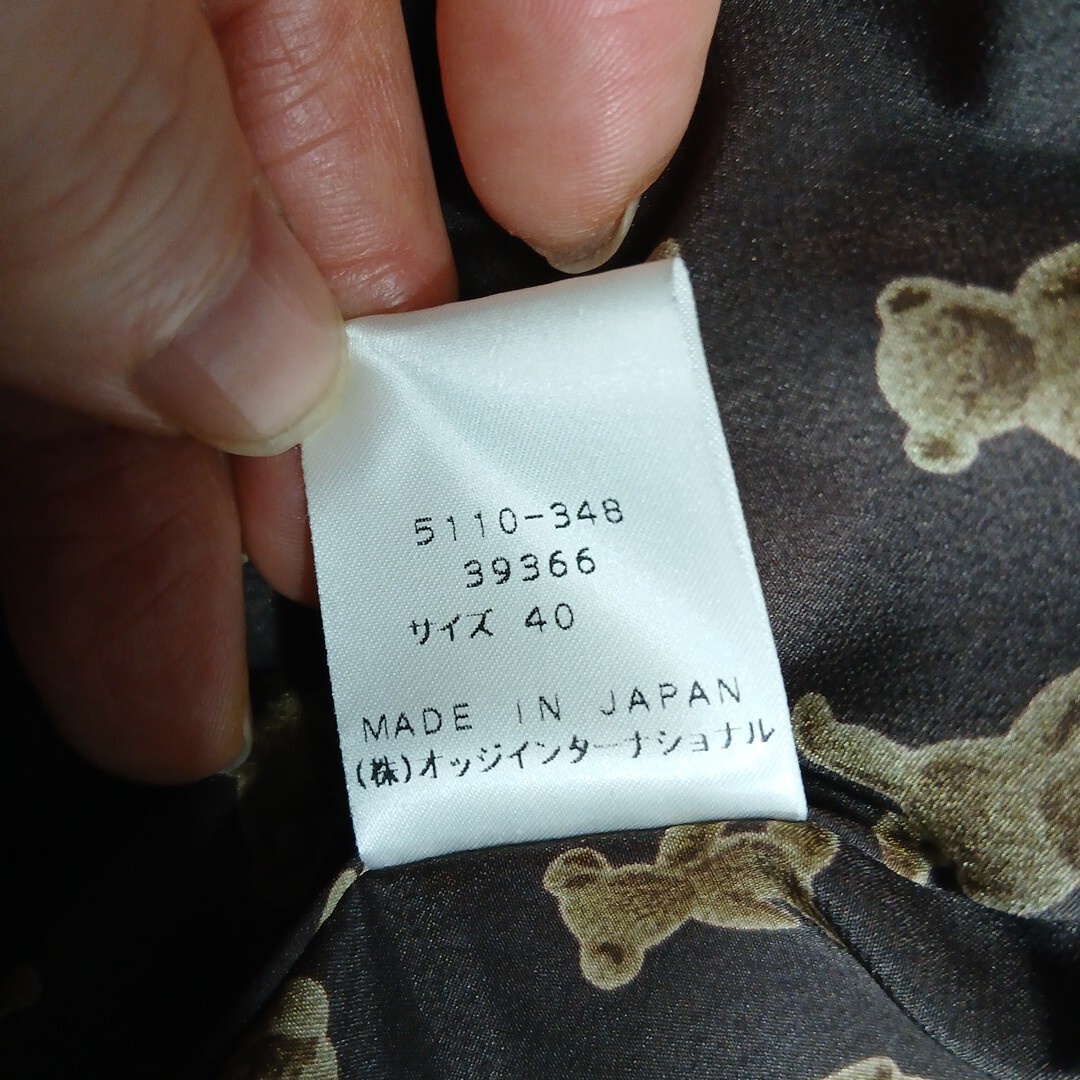 5110-348
39366
サイズ 40
MADE IN JAPAN
(株)オッジインターナショナル